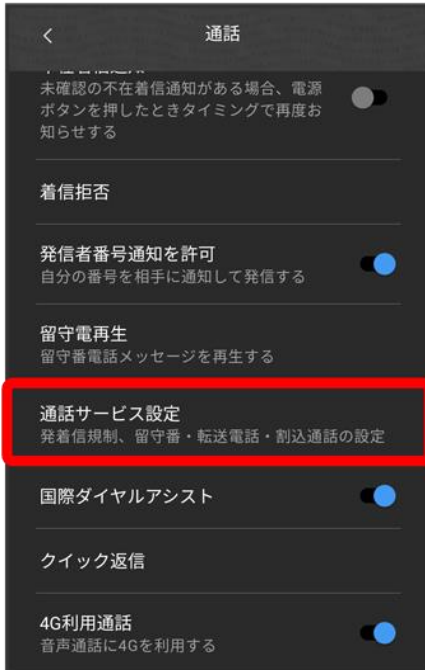 通話
未確認の不在着信通知がある場合、電源
ボタンを押したときタイミングで再度お
知らせする
着信拒否
発信者番号通知を許可
自分の番号を相手に通知して発信する
留守電再生
留守番電話メッセージを再生する
通話サービス設定
発着信規制、留守番・転送電話・割込通話の設定
国際ダイヤルアシスト
クイック返信
4G利用通話
音声通話に4Gを利用する